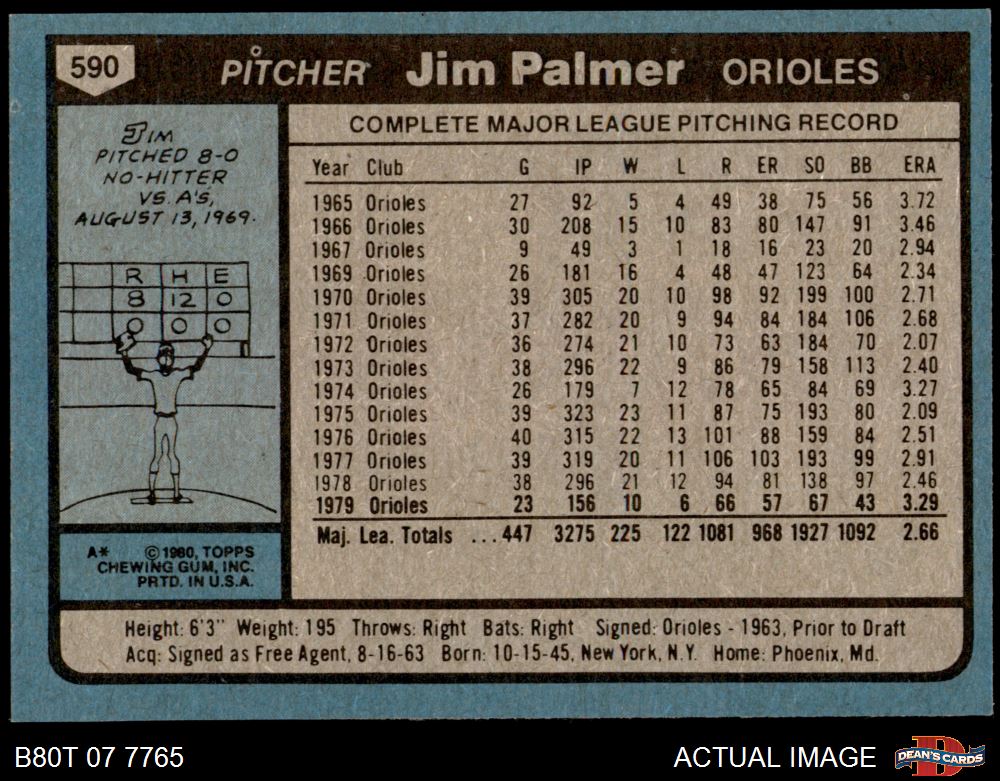 590 PITCHER Jim Palmer ORIOLES
JIM
PITCHED 8-0
NO-HITTER
VS. A'S,
AUGUST 13, 1969.
R H E
8 12 0
0 0 0
A* © 1980, TOPPS
CHEWING GUM, INC.
PRTD. IN U.S.A.
COMPLETE MAJOR LEAGUE PITCHING RECORD
Year Club G IP W L R ER SO BB ERA
1965 Orioles 27 92 5 4 49 38 75 56 3.72
1966 Orioles 30 208 15 10 83 80 147 91 3.46
1967 Orioles 9 49 3 1 18 16 23 20 2.94
1969 Orioles 26 181 16 4 48 47 123 64 2.34
1970 Orioles 39 305 20 10 98 92 199 100 2.71
1971 Orioles 37 282 20 9 94 84 184 106 2.68
1972 Orioles 36 274 21 10 73 63 184 70 2.07
1973 Orioles 38 296 22 9 86 79 158 113 2.40
1974 Orioles 26 179 7 12 78 65 84 69 3.27
1975 Orioles 39 323 23 11 87 75 193 80 2.09
1976 Orioles 40 315 22 13 101 88 159 84 2.51
1977 Orioles 39 319 20 11 106 103 193 99 2.91
1978 Orioles 38 296 21 12 94 81 138 97 2.46
1979 Orioles 23 156 10 6 66 57 67 43 3.29
Maj. Lea. Totals ...447 3275 225 122 1081 968 1927 1092 2.66
Height: 6'3" Weight: 195 Throws: Right Bats: Right Signed: Orioles - 1963, Prior to Draft
Acq: Signed as Free Agent, 8-16-63 Born: 10-15-45, New York, N.Y. Home: Phoenix, Md.
B80T 07 7765 ACTUAL IMAGE DEAN'S CARDS